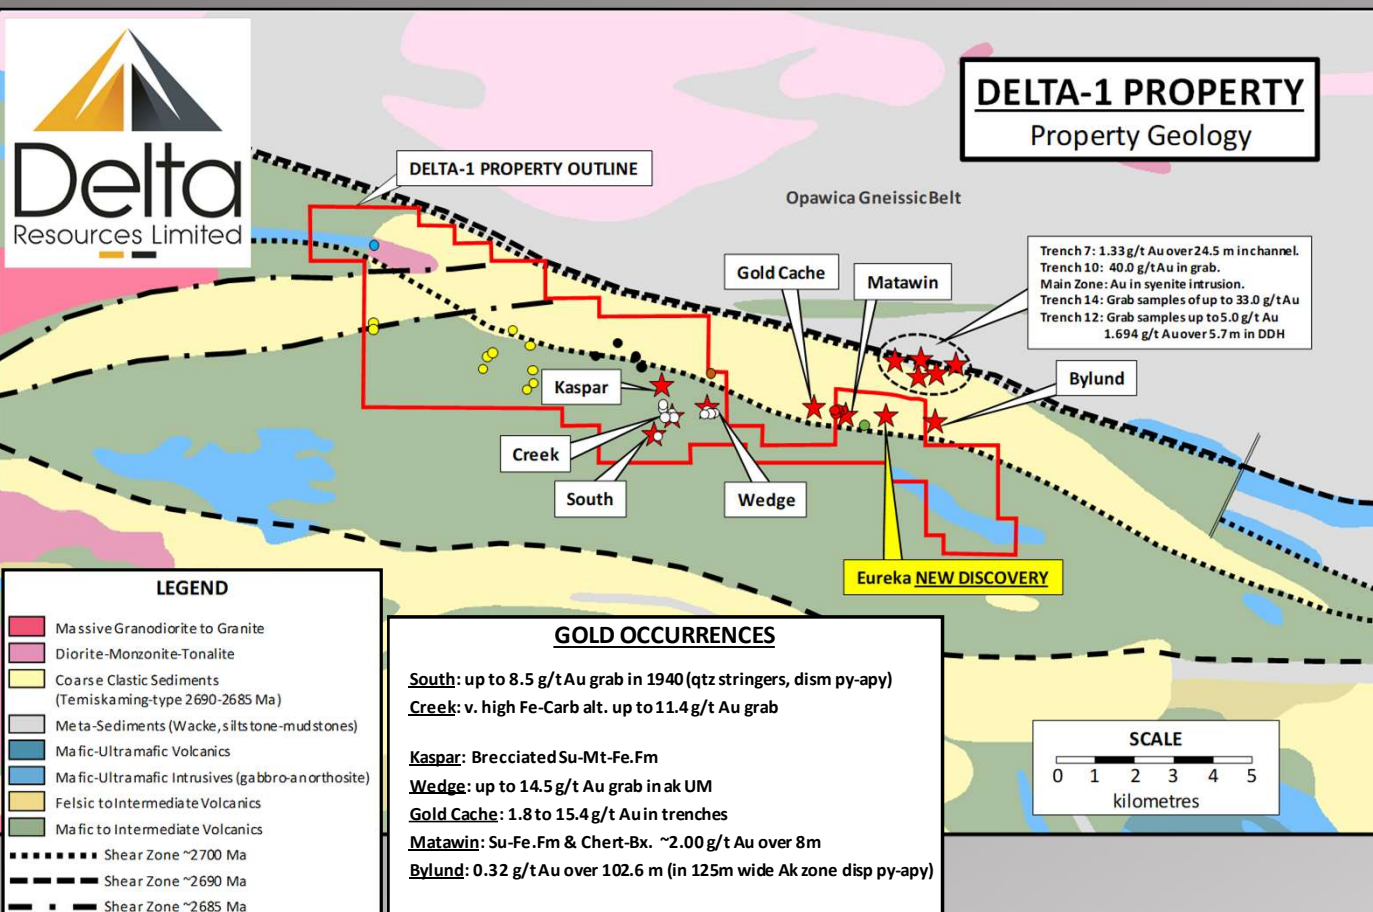 Delta
Resources Limited
DELTA-1 PROPERTY
Property Geology
DELTA-1 PROPERTY OUTLINE
Opawica Gneissic Belt
Trench 7: 1.33 g/t Au over 24.5 m in channel.
Trench 10: 40.0 g/t Au in grab.
Main Zone: Au in syenite intrusion.
Trench 14: Grab samples of up to 33.0 g/t Au
Trench 12: Grab samples up to 5.0 g/t Au
1.694 g/t Au over 5.7 m in DDH
Gold Cache
Matawin
Bylund
Kaspar
Creek
South
Wedge
Eureka NEW DISCOVERY
LEGEND
Massive Granodiorite to Granite
Diorite-Monzonite-Tonalite
Coarse Clastic Sediments
(Temiskaming-type 2690-2685 Ma)
Meta-Sediments (Wacke, siltstone-mudstones)
Mafic-Ultramafic Volcanics
Mafic-Ultramafic Intrusives (gabbro-anorthosite)
Felsic to Intermediate Volcanics
Mafic to Intermediate Volcanics
Shear Zone ~2700 Ma
Shear Zone ~2690 Ma
Shear Zone ~2685 Ma
GOLD OCCURRENCES
South: up to 8.5 g/t Au grab in 1940 (qtz stringers, dism py-apy)
Creek: v. high Fe-Carb alt. up to 11.4 g/t Au grab
Kaspar: Brecciated Su-Mt-Fe.Fm
Wedge: up to 14.5 g/t Au grab in ak UM
Gold Cache: 1.8 to 15.4 g/t Au in trenches
Matawin: Su-Fe.Fm & Chert-Bx. ~2.00 g/t Au over 8m
Bylund: 0.32 g/t Au over 102.6 m (in 125m wide Ak zone disp py-apy)
SCALE
0 1 2 3 4 5
kilometres